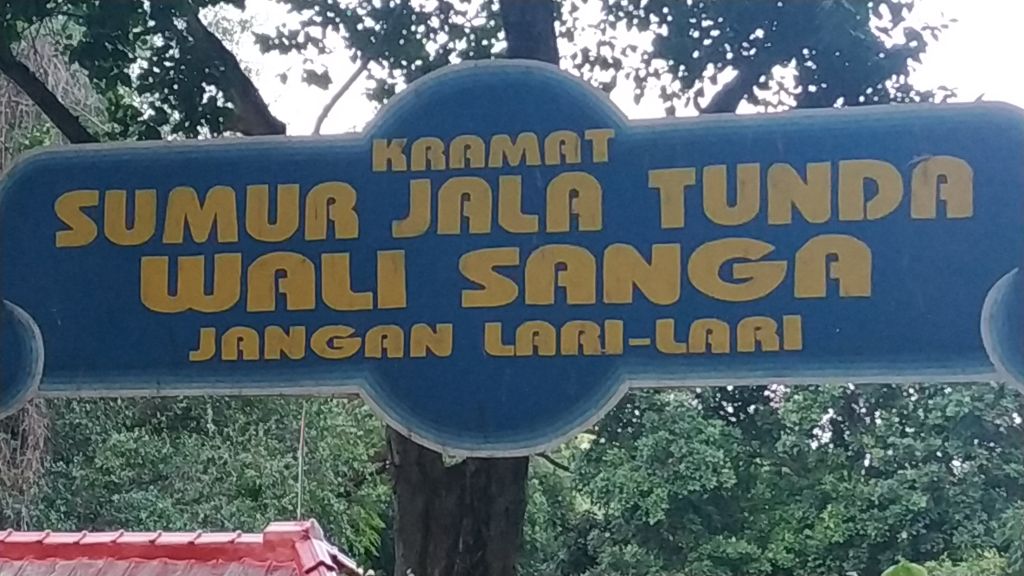 KRAMAT
SUMUR JALA TUNDA
WALI SANGA
JANGAN LARI-LARI